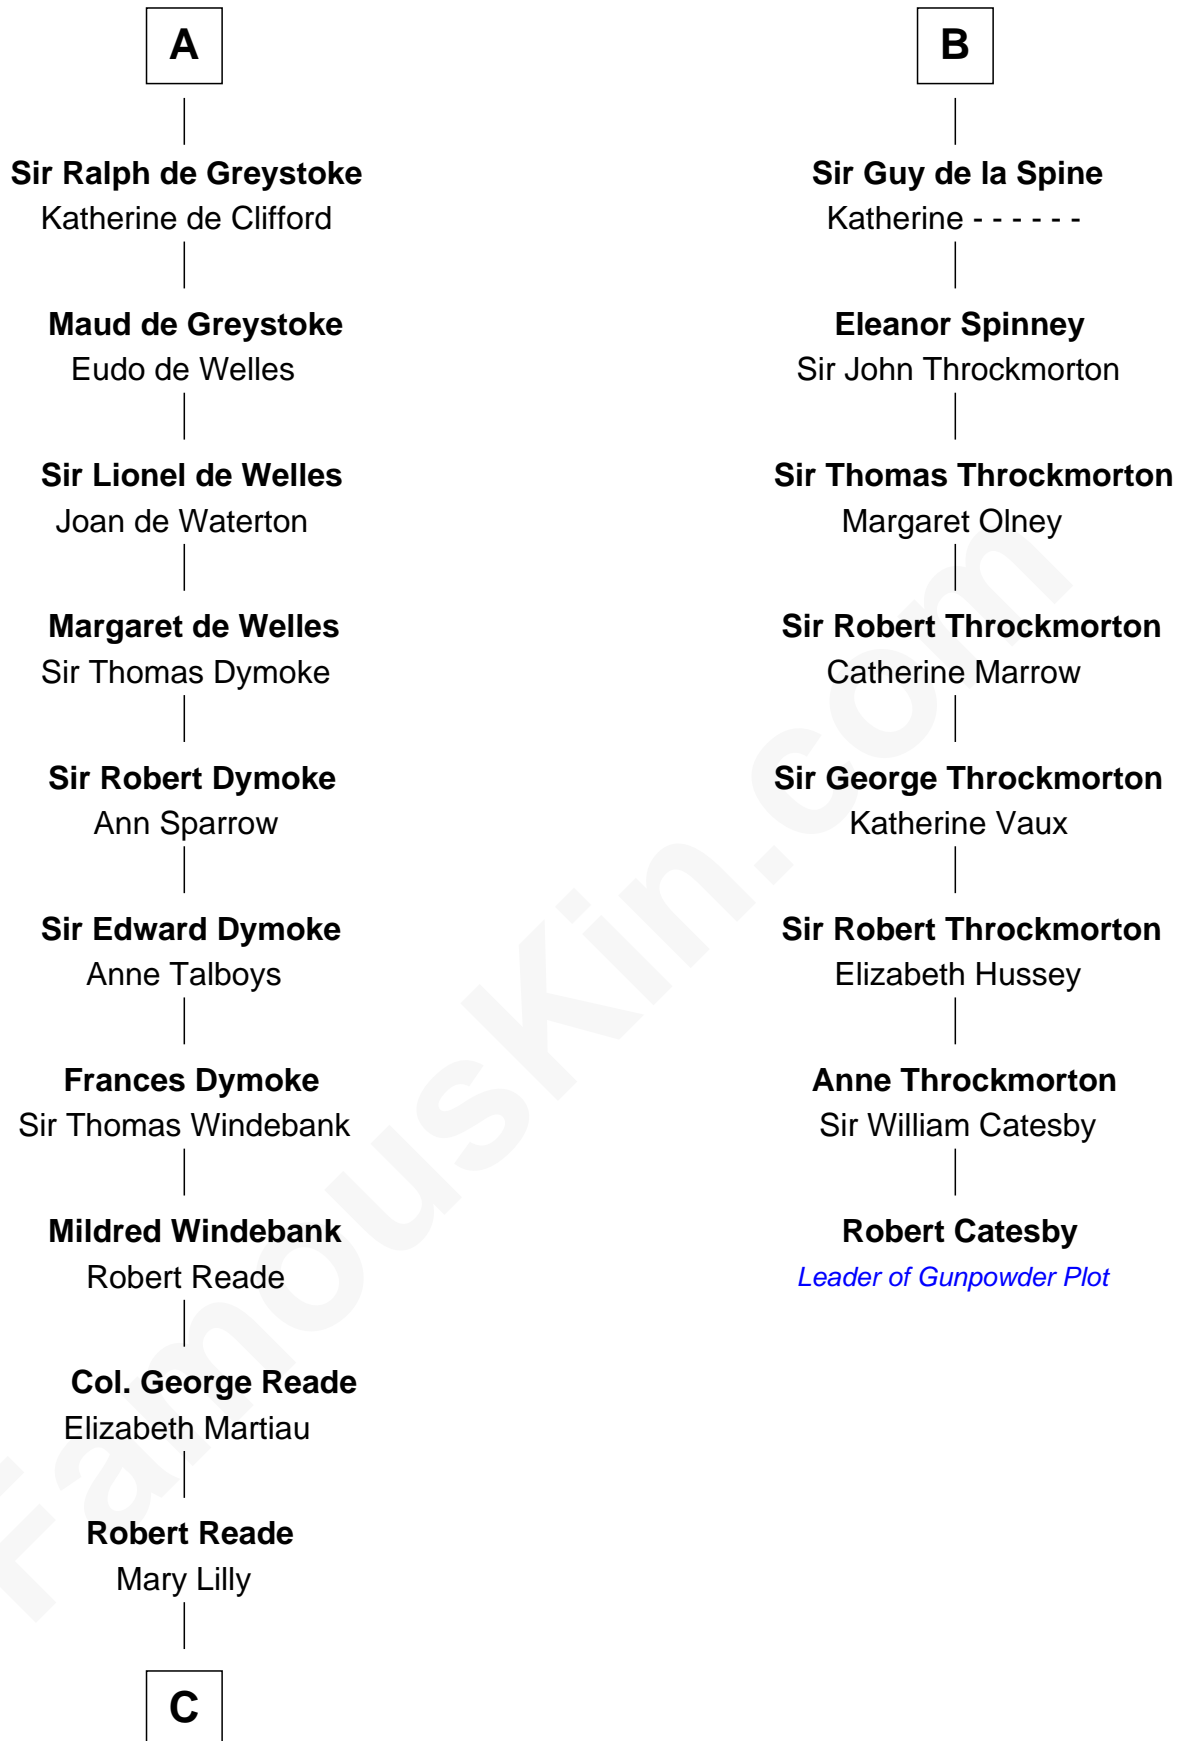 A
Sir Ralph de Greystoke
Katherine de Clifford
Maud de Greystoke
Eudo de Welles
Sir Lionel de Welles
Joan de Waterton
Margaret de Welles
Sir Thomas Dymoke
Sir Robert Dymoke
Ann Sparrow
Sir Edward Dymoke
Anne Talboys
Frances Dymoke
Sir Thomas Windebank
Mildred Windebank
Robert Reade
Col. George Reade
Elizabeth Martiau
Robert Reade
Mary Lilly
C
B
Sir Guy de la Spine
Katherine - - - - - -
Eleanor Spinney
Sir John Throckmorton
Sir Thomas Throckmorton
Margaret Olney
Sir Robert Throckmorton
Catherine Marrow
Sir George Throckmorton
Katherine Vaux
Sir Robert Throckmorton
Elizabeth Hussey
Anne Throckmorton
Sir William Catesby
Robert Catesby
Leader of Gunpowder Plot
FamousKin.com